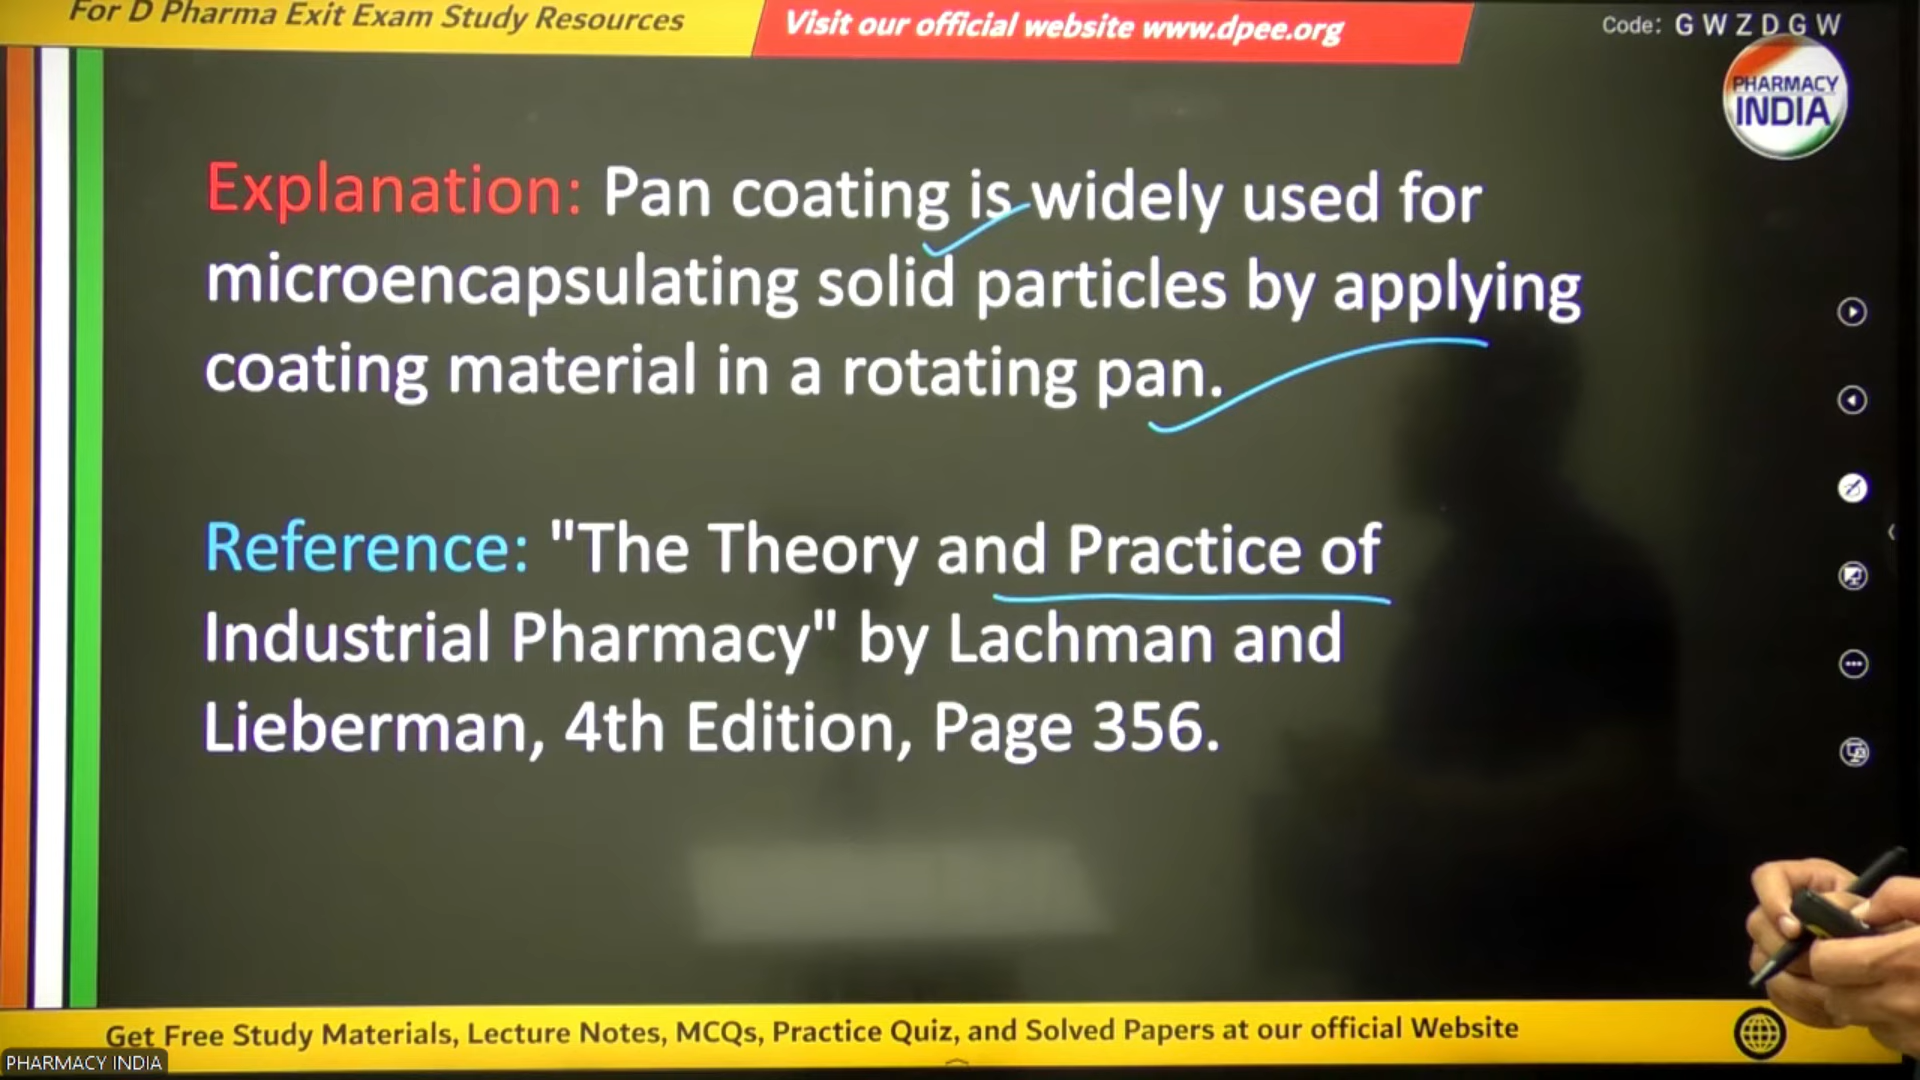 For D Pharma Exit Exam Study Resources
Visit our official website www.dpee.org
Code: G W Z D G W
PHARMACY
INDIA
Explanation: Pan coating is widely used for
microencapsulating solid particles by applying
coating material in a rotating pan.
Reference: "The Theory and Practice of
Industrial Pharmacy" by Lachman and
Lieberman, 4th Edition, Page 356.
Get Free Study Materials, Lecture Notes, MCQs, Practice Quiz, and Solved Papers at our official Website
PHARMACY INDIA